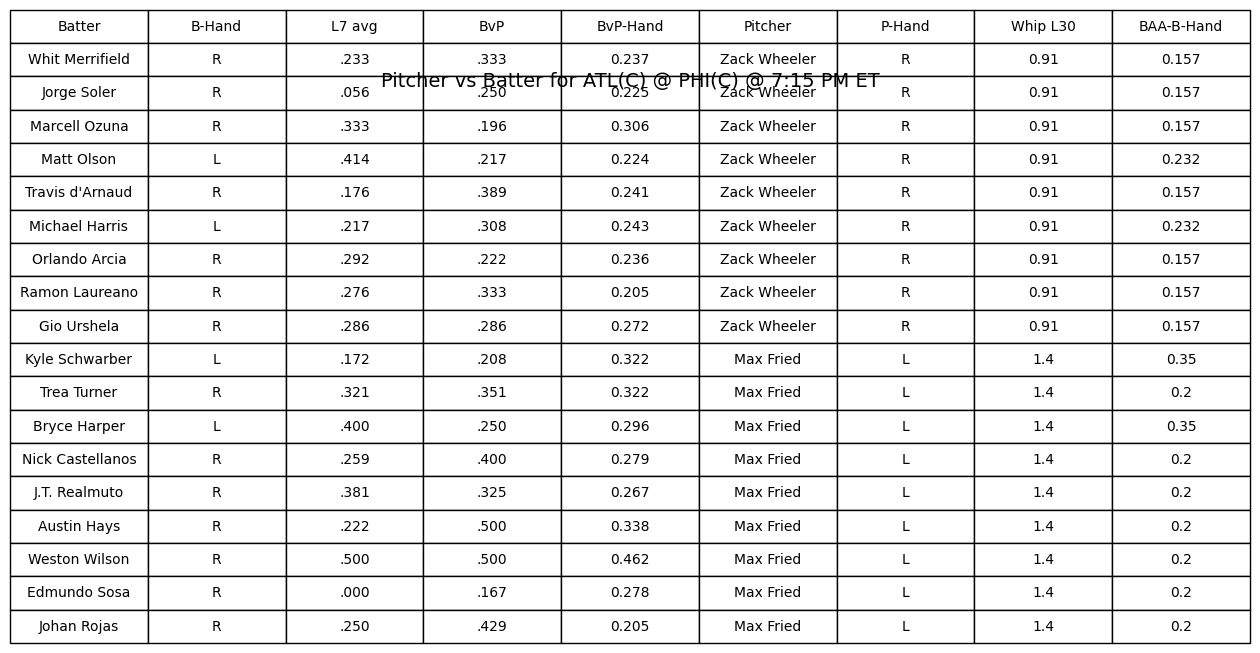 Batter B-Hand L7 avg BvP BvP-Hand Pitcher P-Hand Whip L30 BAA-B-Hand
Whit Merrifield R .233 .333 0.237 Zack Wheeler R 0.91 0.157
Pitcher vs Batter for ATL(C) @ PHI(C) @ 7:15 PM ET
Jorge Soler R .056 .250 0.225 Zack Wheeler R 0.91 0.157
Marcell Ozuna R .333 .196 0.306 Zack Wheeler R 0.91 0.157
Matt Olson L .414 .217 0.224 Zack Wheeler R 0.91 0.232
Travis d'Arnaud R .176 .389 0.241 Zack Wheeler R 0.91 0.157
Michael Harris L .217 .308 0.243 Zack Wheeler R 0.91 0.232
Orlando Arcia R .292 .222 0.236 Zack Wheeler R 0.91 0.157
Ramon Laureano R .276 .333 0.205 Zack Wheeler R 0.91 0.157
Gio Urshela R .286 .286 0.272 Zack Wheeler R 0.91 0.157
Kyle Schwarber L .172 .208 0.322 Max Fried L 1.4 0.35
Trea Turner R .321 .351 0.322 Max Fried L 1.4 0.2
Bryce Harper L .400 .250 0.296 Max Fried L 1.4 0.35
Nick Castellanos R .259 .400 0.279 Max Fried L 1.4 0.2
J.T. Realmuto R .381 .325 0.267 Max Fried L 1.4 0.2
Austin Hays R .222 .500 0.338 Max Fried L 1.4 0.2
Weston Wilson R .500 .500 0.462 Max Fried L 1.4 0.2
Edmundo Sosa R .000 .167 0.278 Max Fried L 1.4 0.2
Johan Rojas R .250 .429 0.205 Max Fried L 1.4 0.2